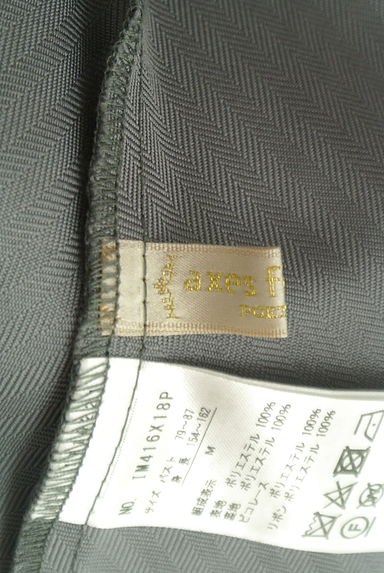 axes
NO. IM416X18P
サイズ バスト 79~87
身長 154~162
M
組成表示
表地 ポリエステル 100%
裏地 ポリエステル 100%
ピコレース ポリエステル 100%
リボン ポリエステル 100%